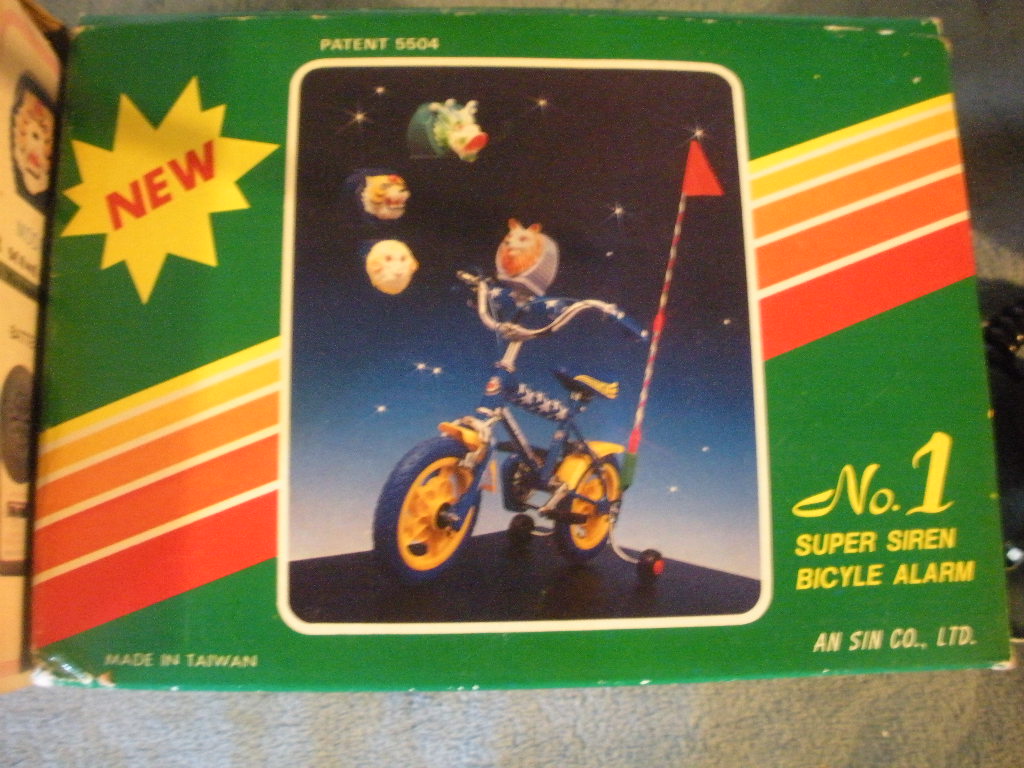 PATENT 5504
NEW
No. 1
SUPER SIREN
BICYLE ALARM
AN SIN CO., LTD.
MADE IN TAIWAN